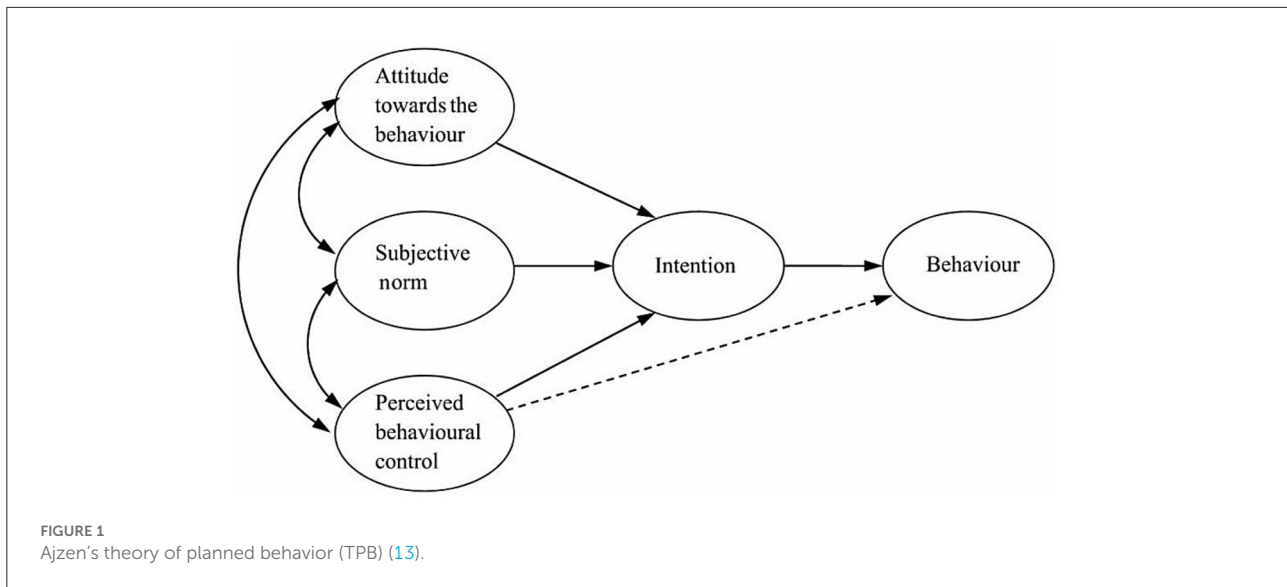 Attitude
towards the
behaviour
Subjective
norm
Perceived
behavioural
control
Intention
Behaviour
FIGURE 1
Ajzen's theory of planned behavior (TPB) (13).